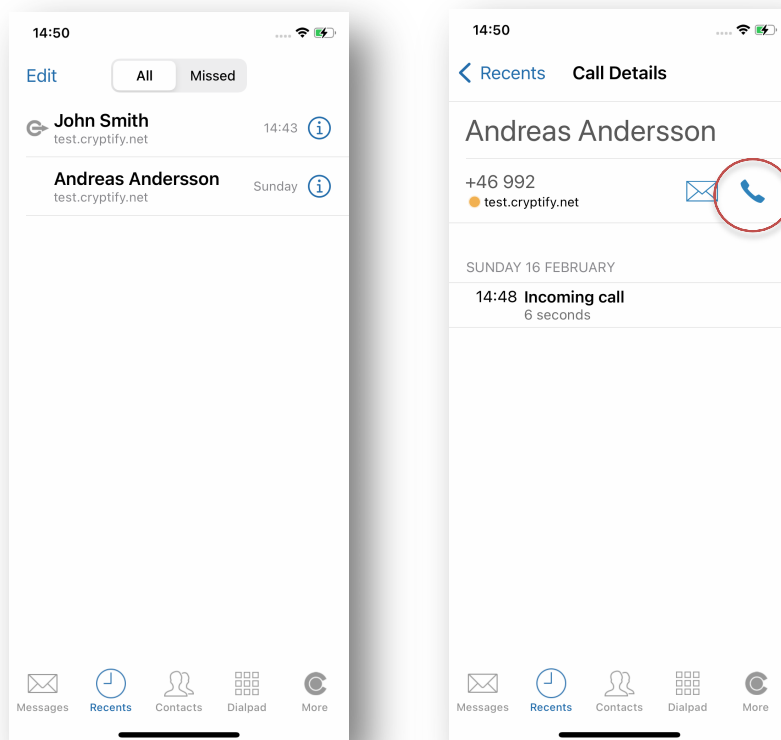 14:50
Edit
All
Missed
John Smith
test.cryptify.net
14:43
Andreas Andersson
test.cryptify.net
Sunday
Messages
Recents
Contacts
Dialpad
More
14:50
Recents
Call Details
Andreas Andersson
+46 992
test.cryptify.net
SUNDAY 16 FEBRUARY
14:48 Incoming call
6 seconds
Messages
Recents
Contacts
Dialpad
More